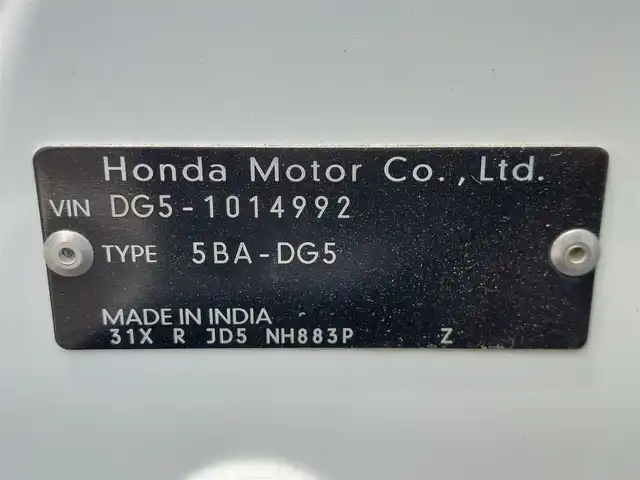 Honda Motor Co., Ltd.
VIN DG5-1014992
TYPE 5BA-DG5
MADE IN INDIA
31X R JD5 NH883P Z